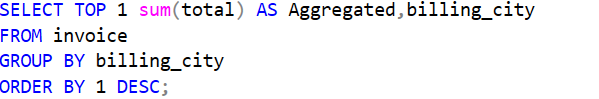 SELECT TOP 1 sum(total) AS Aggregated,billing_city
FROM invoice
GROUP BY billing_city
ORDER BY 1 DESC;